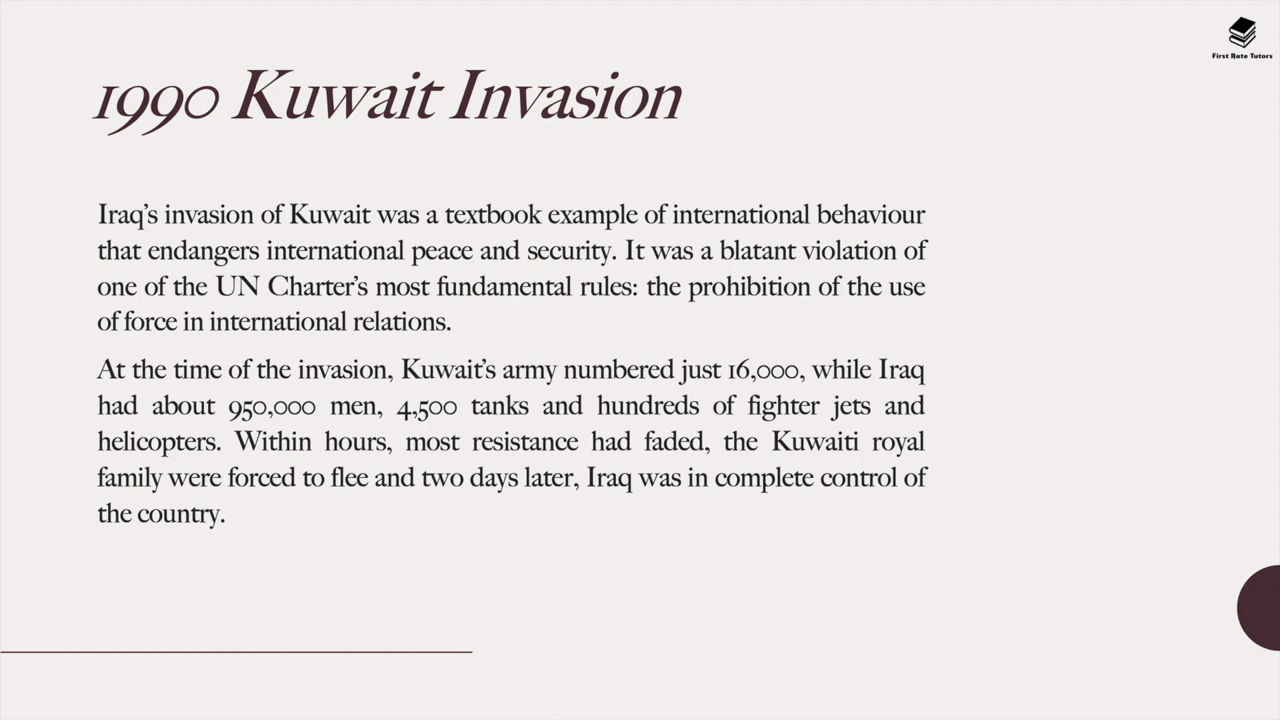 First Rate Tutors
1990 Kuwait Invasion
Iraq’s invasion of Kuwait was a textbook example of international behaviour
that endangers international peace and security. It was a blatant violation of
one of the UN Charter’s most fundamental rules: the prohibition of the use
of force in international relations.
At the time of the invasion, Kuwait’s army numbered just 16,000, while Iraq
had about 950,000 men, 4,500 tanks and hundreds of fighter jets and
helicopters. Within hours, most resistance had faded, the Kuwaiti royal
family were forced to flee and two days later, Iraq was in complete control of
the country.